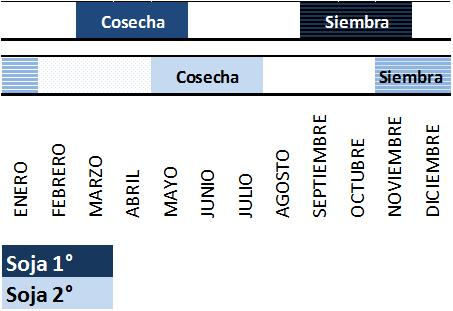 Cosecha Siembra
Cosecha Siembra
ENERO FEBRERO MARZO ABRIL MAYO JUNIO JULIO AGOSTO SEPTIEMBRE OCTUBRE NOVIEMBRE DICIEMBRE
Soja 1°
Soja 2°